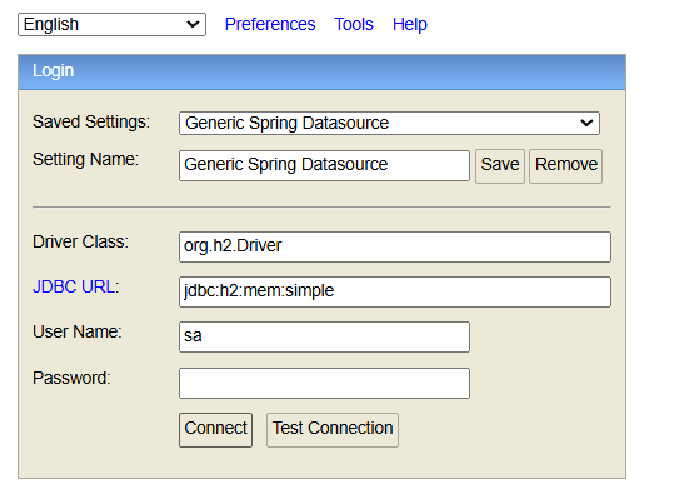 English Preferences Tools Help
Login
Saved Settings: Generic Spring Datasource
Setting Name: Generic Spring Datasource Save Remove
Driver Class: org.h2.Driver
JDBC URL: jdbc:h2:mem:simple
User Name: sa
Password:
Connect Test Connection